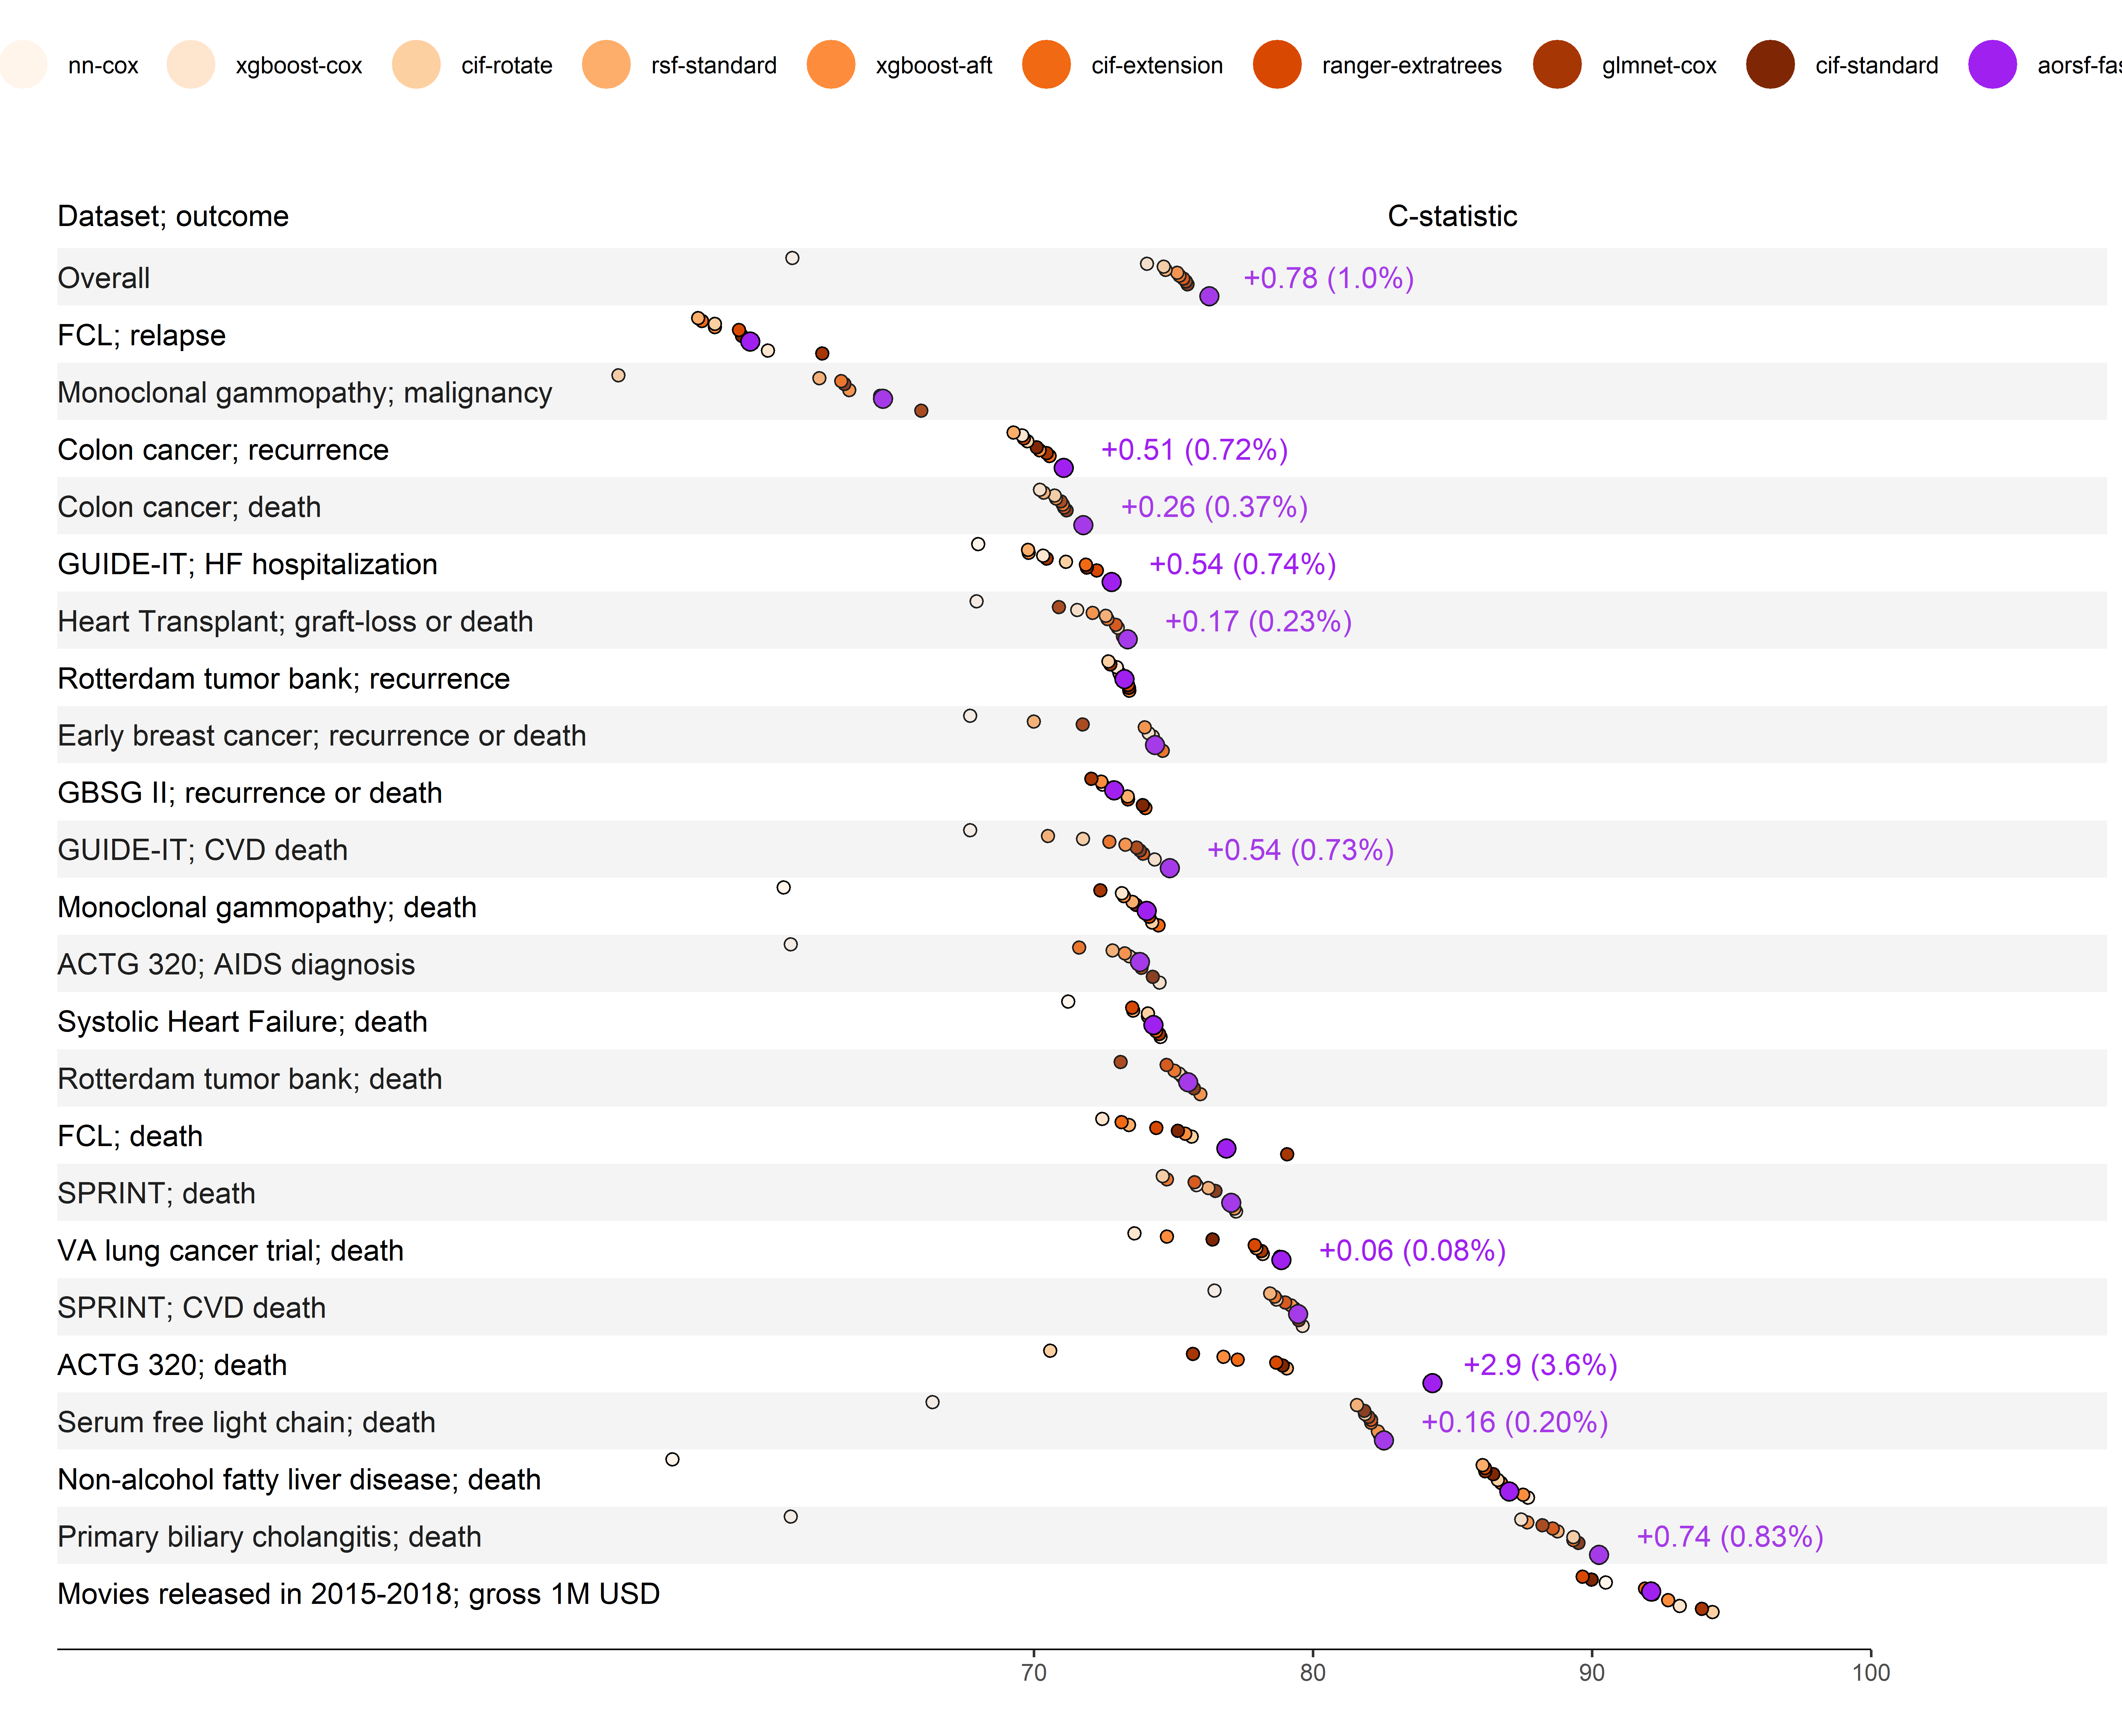 nn-cox xgboost-cox cif-rotate rsf-standard xgboost-aft cif-extension ranger-extratrees glmnet-cox cif-standard aorsf-fas
Dataset; outcome C-statistic
Overall +0.78 (1.0%)
FCL; relapse
Monoclonal gammopathy; malignancy
Colon cancer; recurrence +0.51 (0.72%)
Colon cancer; death +0.26 (0.37%)
GUIDE-IT; HF hospitalization +0.54 (0.74%)
Heart Transplant; graft-loss or death +0.17 (0.23%)
Rotterdam tumor bank; recurrence
Early breast cancer; recurrence or death
GBSG II; recurrence or death
GUIDE-IT; CVD death +0.54 (0.73%)
Monoclonal gammopathy; death
ACTG 320; AIDS diagnosis
Systolic Heart Failure; death
Rotterdam tumor bank; death
FCL; death
SPRINT; death
VA lung cancer trial; death +0.06 (0.08%)
SPRINT; CVD death
ACTG 320; death +2.9 (3.6%)
Serum free light chain; death +0.16 (0.20%)
Non-alcohol fatty liver disease; death
Primary biliary cholangitis; death +0.74 (0.83%)
Movies released in 2015-2018; gross 1M USD
70 80 90 100